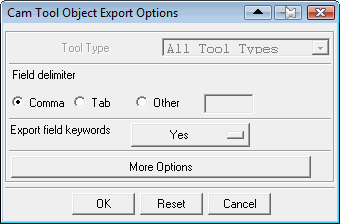 Cam Tool Object Export Options
Tool Type All Tool Types
Field delimiter
Comma Tab Other
Export field keywords Yes
More Options
OK Reset Cancel